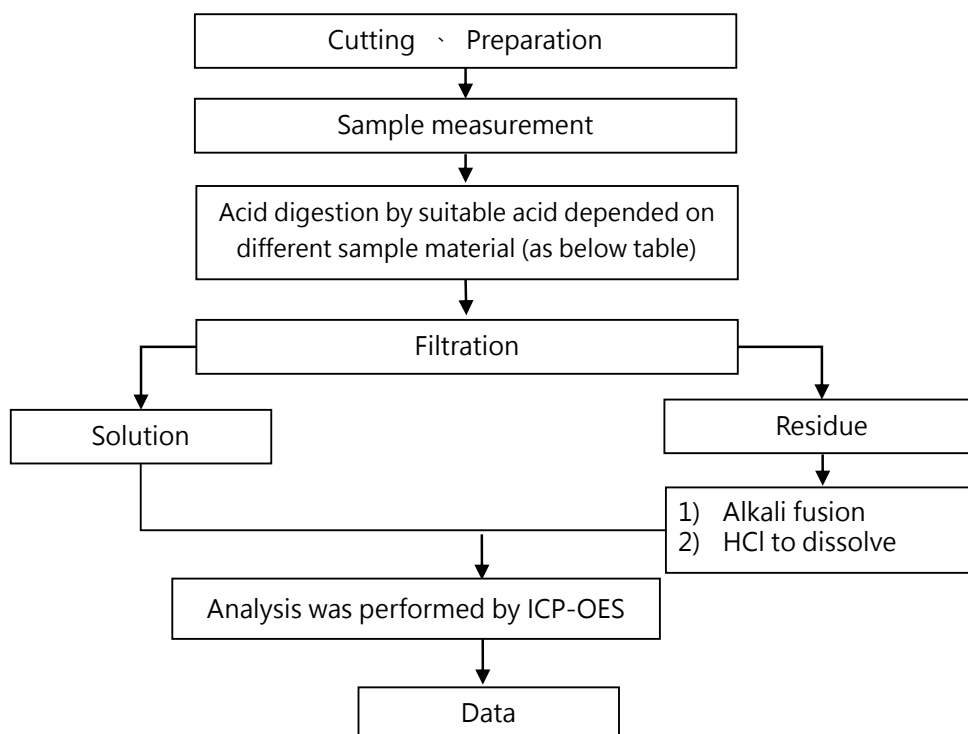 Cutting 、 Preparation
Sample measurement
Acid digestion by suitable acid depended on
different sample material (as below table)
Filtration
Solution
Residue
1) Alkali fusion
2) HCl to dissolve
Analysis was performed by ICP-OES
Data